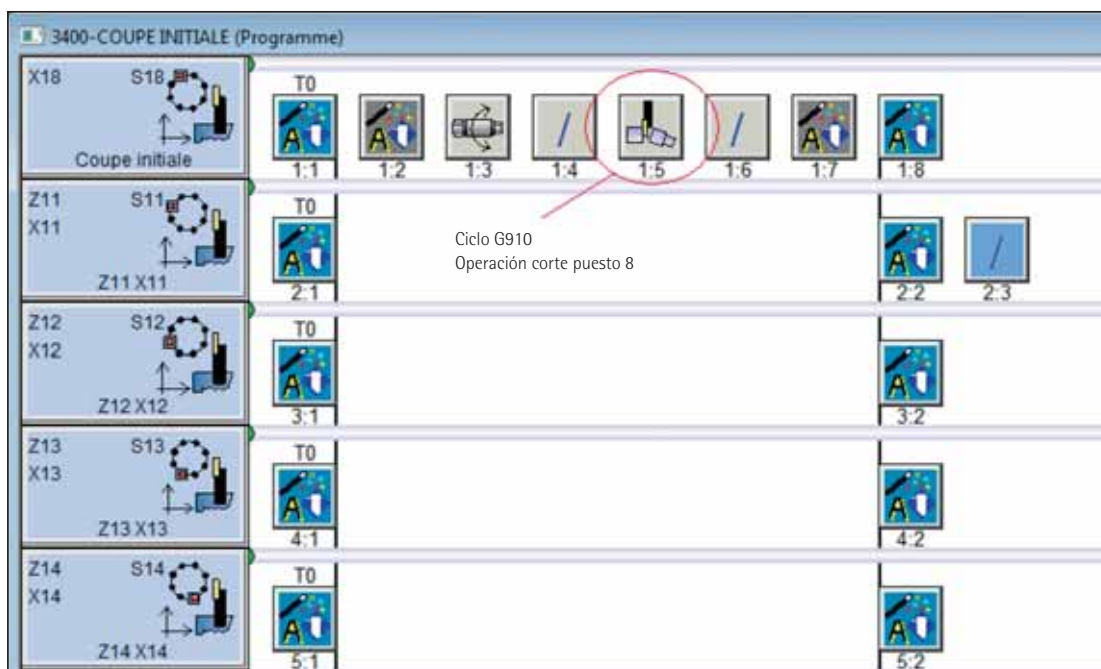 3400-COUPE INITIALE (Programme)
X18 S18
Coupe initiale
T0
1:1 1:2 1:3 1:4 1:5 1:6 1:7 1:8
Z11 S11
X11
Z11 X11
T0
2:1 2:2 2:3
Ciclo G910
Operación corte puesto 8
Z12 S12
X12
Z12 X12
T0
3:1 3:2
Z13 S13
X13
Z13 X13
T0
4:1 4:2
Z14 S14
X14
Z14 X14
T0
5:1 5:2